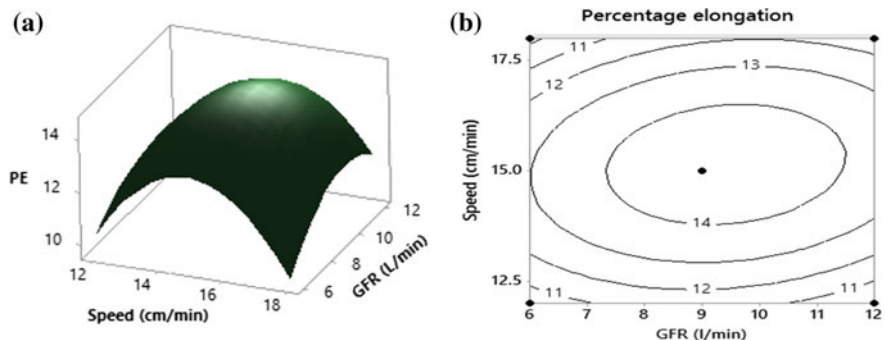 (a)
14
12
10
PE
12
14
16
18
Speed (cm/min)
6
8
10
12
GFR (L/min)
(b)
Percentage elongation
17.5
15.0
12.5
Speed (cm/min)
11
12
13
14
12
11
11
6 7 8 9 10 11 12
GFR (l/min)